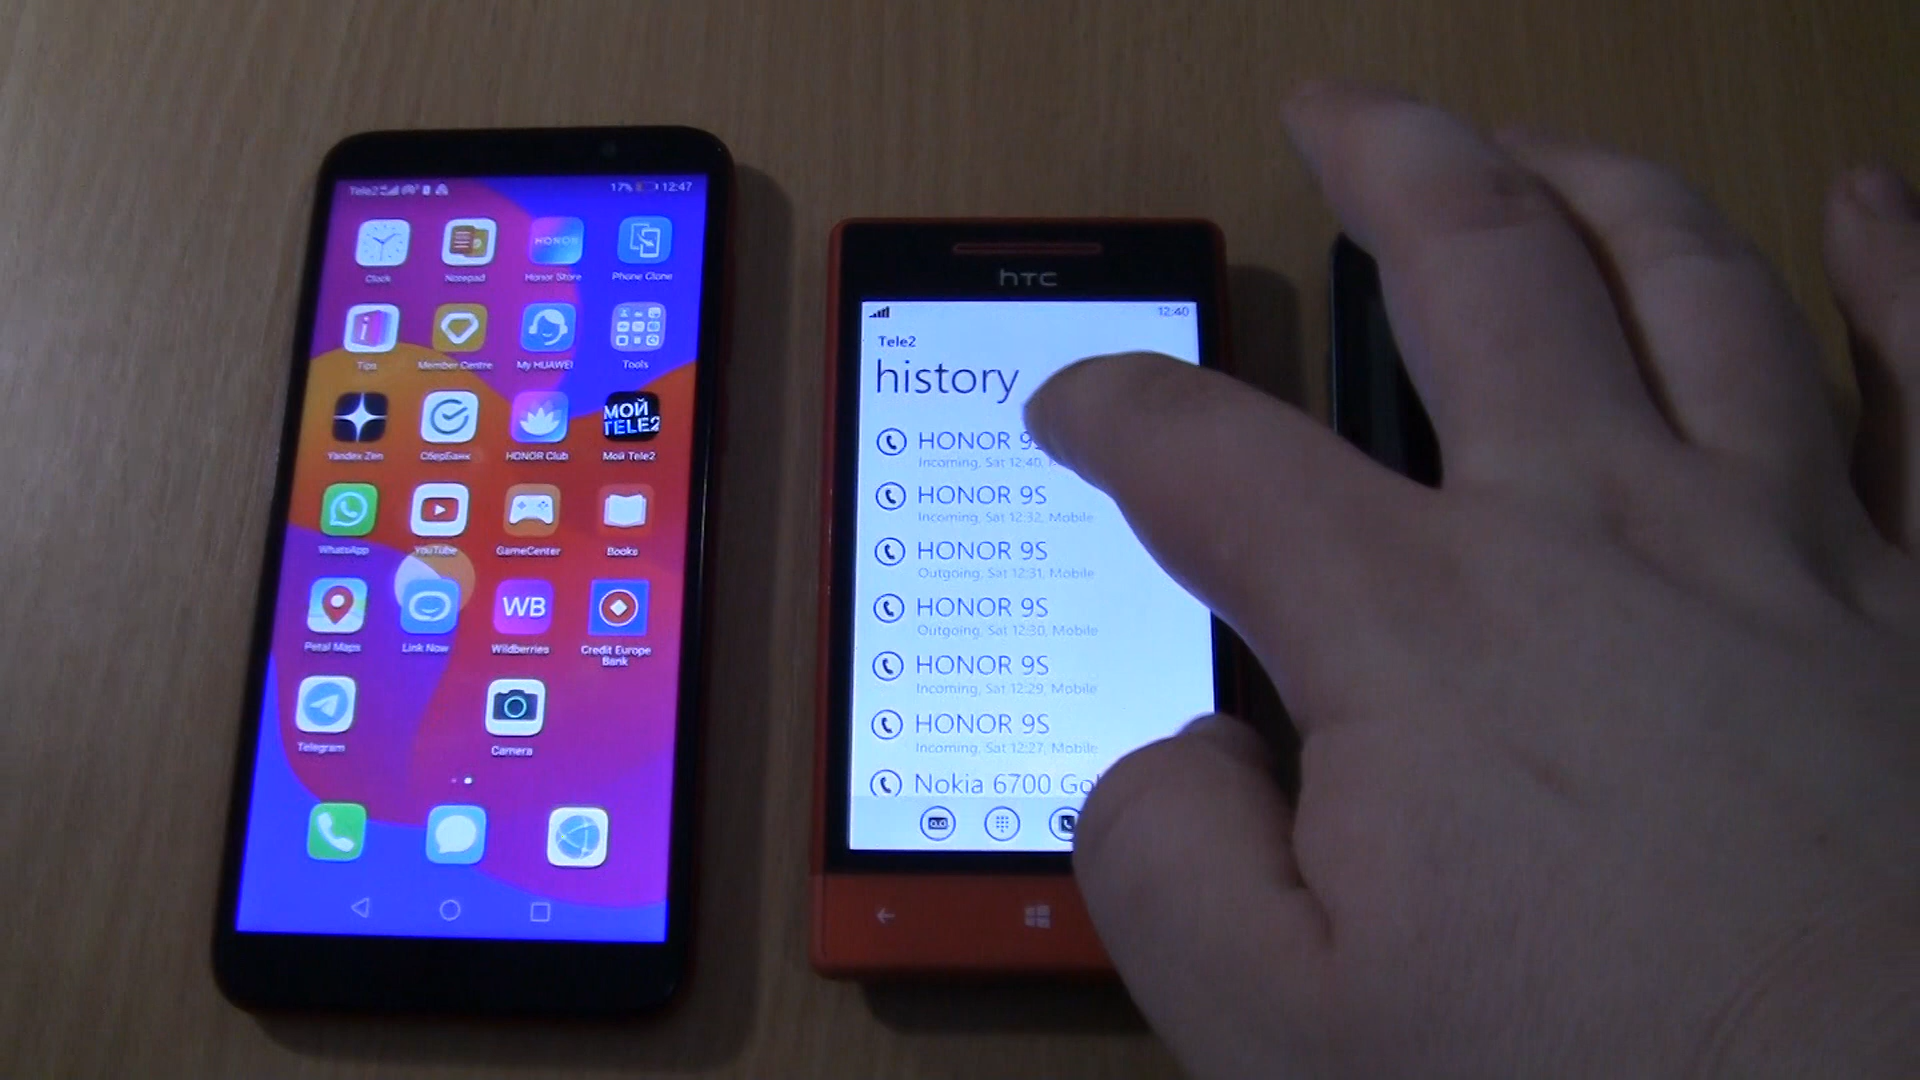 Tele2
17% 12:47
Clock
Notepad
HONOR
Honor Store
Phone Clone
Tips
Member Centre
My HUAWEI
Tools
МОЙ
TELE2
Yandex Zen
СберБанк
HONOR Club
Мой Tele2
WhatsApp
YouTube
GameCenter
Books
WB
Petal Maps
Link Now
Wildberries
Credit Europe
Bank
Telegram
Camera
hTC
12:40
Tele2
history
HONOR
Incoming, Sat 12:40,
HONOR 9S
Incoming, Sat 12:32, Mobile
HONOR 9S
Outgoing, Sat 12:31, Mobile
HONOR 9S
Outgoing, Sat 12:30, Mobile
HONOR 9S
Incoming, Sat 12:29, Mobile
HONOR 9S
Incoming, Sat 12:27, Mobile
Nokia 6700